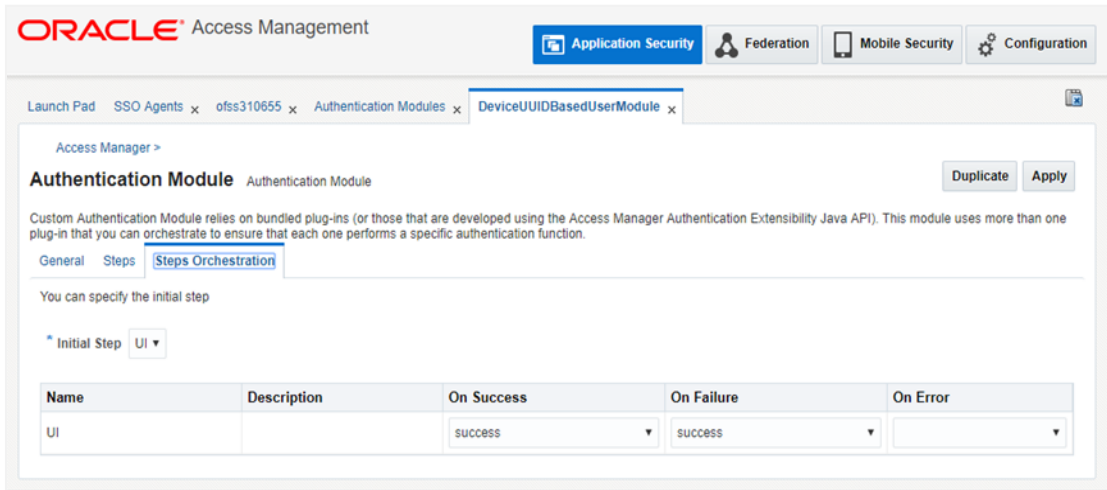 ORACLE® Access Management
Application Security Federation Mobile Security Configuration
Launch Pad SSO Agents x ofss310655 x Authentication Modules x DeviceUUIDBasedUserModule x
Access Manager >
Authentication Module Authentication Module Duplicate Apply
Custom Authentication Module relies on bundled plug-ins (or those that are developed using the Access Manager Authentication Extensibility Java API). This module uses more than one
plug-in that you can orchestrate to ensure that each one performs a specific authentication function.
General Steps Steps Orchestration
You can specify the initial step
* Initial Step UI
Name Description On Success On Failure On Error
UI success success